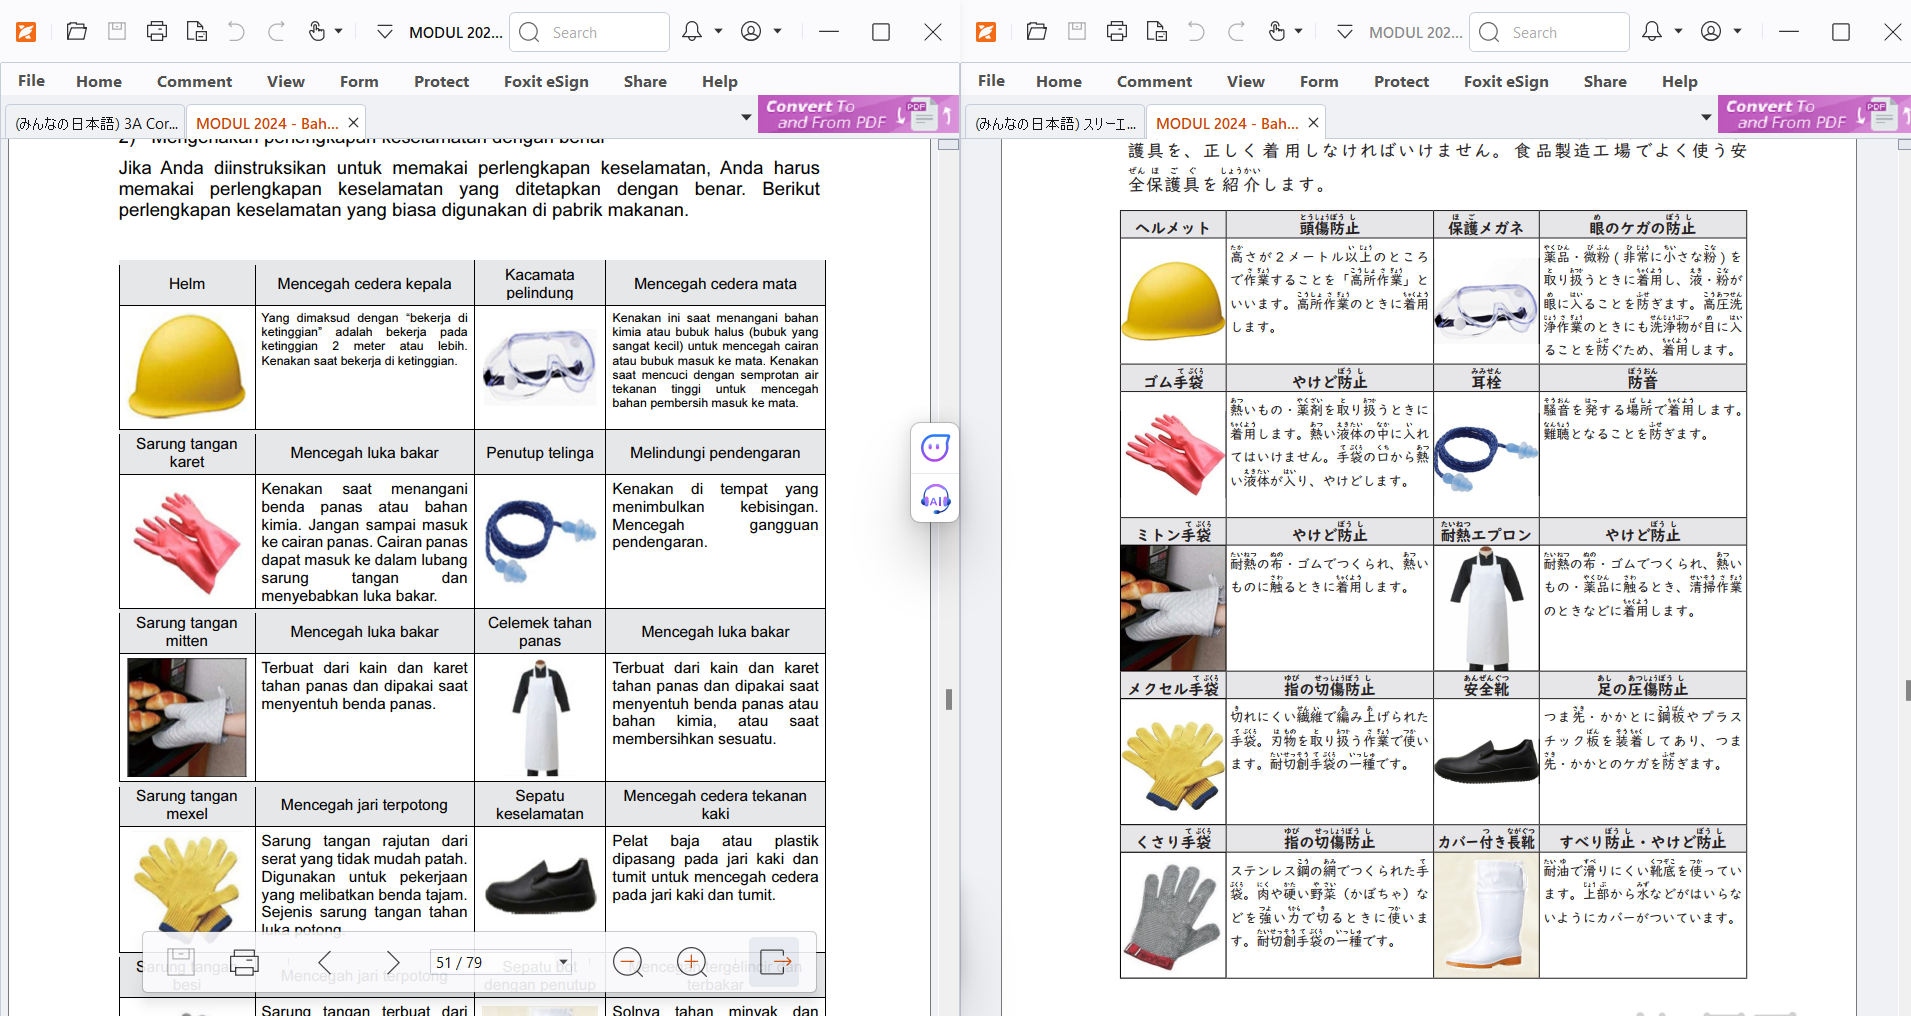 MODUL 202...
Search
File Home Comment View Form Protect Foxit eSign Share Help
(みんなの日本語) 3A Cor...
MODUL 2024 - Bah...
Convert To
and From PDF
PDF
2) Mengenakan perlengkapan keselamatan dengan benar
Jika Anda diinstruksikan untuk memakai perlengkapan keselamatan, Anda harus
memakai perlengkapan keselamatan yang ditetapkan dengan benar. Berikut
perlengkapan keselamatan yang biasa digunakan di pabrik makanan.
Helm
Mencegah cedera kepala
Kacamata
pelindung
Mencegah cedera mata
Yang dimaksud dengan “bekerja di
ketinggian” adalah bekerja pada
ketinggian 2 meter atau lebih.
Kenakan saat bekerja di ketinggian.
Kenakan ini saat menangani bahan
kimia atau bubuk halus (bubuk yang
sangat kecil) untuk mencegah cairan
atau bubuk masuk ke mata. Kenakan
saat mencuci dengan semprotan air
tekanan tinggi untuk mencegah
bahan pembersih masuk ke mata.
Sarung tangan
karet
Mencegah luka bakar
Penutup telinga
Melindungi pendengaran
Kenakan saat menangani
benda panas atau bahan
kimia. Jangan sampai masuk
ke cairan panas. Cairan panas
dapat masuk ke dalam lubang
sarung tangan dan
menyebabkan luka bakar.
Kenakan di tempat yang
menimbulkan kebisingan.
Mencegah gangguan
pendengaran.
Sarung tangan
mitten
Mencegah luka bakar
Celemek tahan
panas
Mencegah luka bakar
Terbuat dari kain dan karet
tahan panas dan dipakai saat
menyentuh benda panas.
Terbuat dari kain dan karet
tahan panas dan dipakai saat
menyentuh benda panas atau
bahan kimia, atau saat
membersihkan sesuatu.
Sarung tangan
mexel
Mencegah jari terpotong
Sepatu
keselamatan
Mencegah cedera tekanan
kaki
Sarung tangan rajutan dari
serat yang tidak mudah patah.
Digunakan untuk pekerjaan
yang melibatkan benda tajam.
Sejenis sarung tangan tahan
luka potong.
Pelat baja atau plastik
dipasang pada jari kaki dan
tumit untuk mencegah cedera
pada jari kaki dan tumit.
51 / 79
Sarung tangan
besi
Mencegah jari terpotong
Sepatu bot
dengan penutup
Mencegah tergelincir dan
terbakar
Sarung tangan terbuat dari
Solnya tahan minyak dan
AI
MODUL 202...
Search
File Home Comment View Form Protect Foxit eSign Share Help
(みんなの日本語) スリーエ...
MODUL 2024 - Bah...
Convert To
and From PDF
PDF
護具を、正しく着用しなければいけません。食品製造工場でよく使う安
全保護具を紹介します。
ヘルメット
頭傷防止
保護メガネ
眼のケガの防止
高さが２メートル以上のところ
で作業することを「高所作業」と
いいます。高所作業のときに着用
します。
薬品・微粉(非常に小さな粉)を
取り扱うときに着用し、液・粉が
眼に入ることを防ぎます。高圧洗
浄作業のときにも洗浄物が目に入
ることを防ぐため、着用します。
ゴム手袋
やけど防止
耳栓
防音
熱いもの・薬剤を取り扱うときに
着用します。熱い液体の中に入れ
てはいけません。手袋の口から熱
い液体が入り、やけどします。
騒音を発する場所で着用します。
難聴となることを防ぎます。
ミトン手袋
やけど防止
耐熱エプロン
やけど防止
耐熱の布・ゴムでつくられ、熱い
ものに触るときに着用します。
耐熱の布・ゴムでつくられ、熱い
もの・薬品に触るとき、清掃作業
のときなどに着用します。
メクセル手袋
指の切傷防止
安全靴
足の圧傷防止
切れにくい繊維で編み上げられた
手袋。刃物を取り扱う作業で使い
ます。耐切創手袋の一種です。
つま先・かかとに鋼板やプラス
チック板を装着してあり、つま
先・かかとのケガを防ぎます。
くさり手袋
指の切傷防止
カバー付き長靴
すべり防止・やけど防止
ステンレス鋼の網でつくられた手
袋。肉や硬い野菜（かぼちゃ）な
どを強い力で切るときに使いま
す。耐切創手袋の一種です。
耐油で滑りにくい靴底を使ってい
ます。上部から水などがはいらな
いようにカバーがついています。